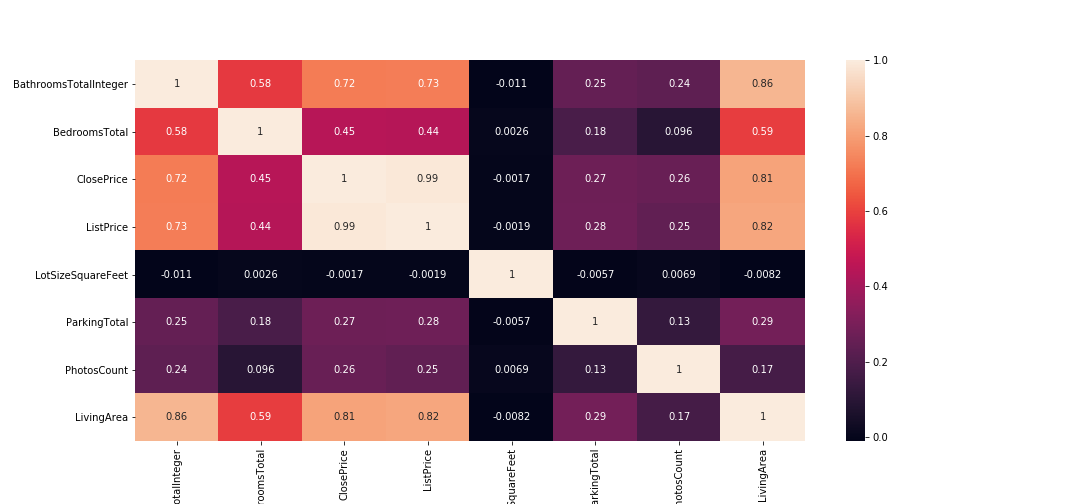 BathroomsTotalInteger 1 0.58 0.72 0.73 -0.011 0.25 0.24 0.86
BedroomsTotal 0.58 1 0.45 0.44 0.0026 0.18 0.096 0.59
ClosePrice 0.72 0.45 1 0.99 -0.0017 0.27 0.26 0.81
ListPrice 0.73 0.44 0.99 1 -0.0019 0.28 0.25 0.82
LotSizeSquareFeet -0.011 0.0026 -0.0017 -0.0019 1 -0.0057 0.0069 -0.0082
ParkingTotal 0.25 0.18 0.27 0.28 -0.0057 1 0.13 0.29
PhotosCount 0.24 0.096 0.26 0.25 0.0069 0.13 1 0.17
LivingArea 0.86 0.59 0.81 0.82 -0.0082 0.29 0.17 1
otalInteger
roomsTotal
ClosePrice
ListPrice
SquareFeet
arkingTotal
hotosCount
LivingArea
1.0
0.8
0.6
0.4
0.2
0.0